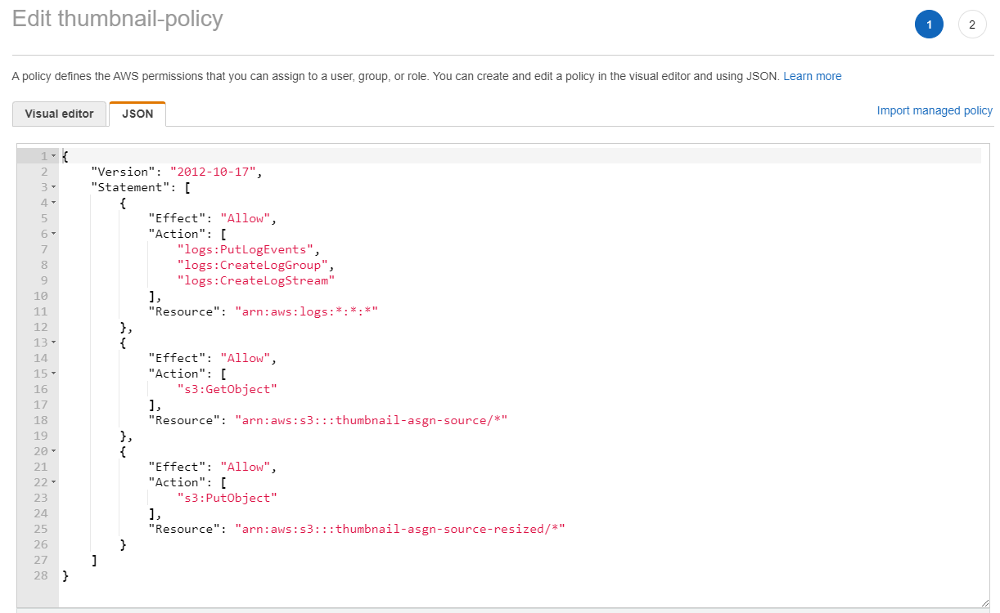 Edit thumbnail-policy
1 2
A policy defines the AWS permissions that you can assign to a user, group, or role. You can create and edit a policy in the visual editor and using JSON. Learn more
Visual editor JSON Import managed policy
1 {
2     "Version": "2012-10-17",
3     "Statement": [
4         {
5             "Effect": "Allow",
6             "Action": [
7                 "logs:PutLogEvents",
8                 "logs:CreateLogGroup",
9                 "logs:CreateLogStream"
10             ],
11             "Resource": "arn:aws:logs:*:*:*"
12         },
13         {
14             "Effect": "Allow",
15             "Action": [
16                 "s3:GetObject"
17             ],
18             "Resource": "arn:aws:s3:::thumbnail-asgn-source/*"
19         },
20         {
21             "Effect": "Allow",
22             "Action": [
23                 "s3:PutObject"
24             ],
25             "Resource": "arn:aws:s3:::thumbnail-asgn-source-resized/*"
26         }
27     ]
28 }